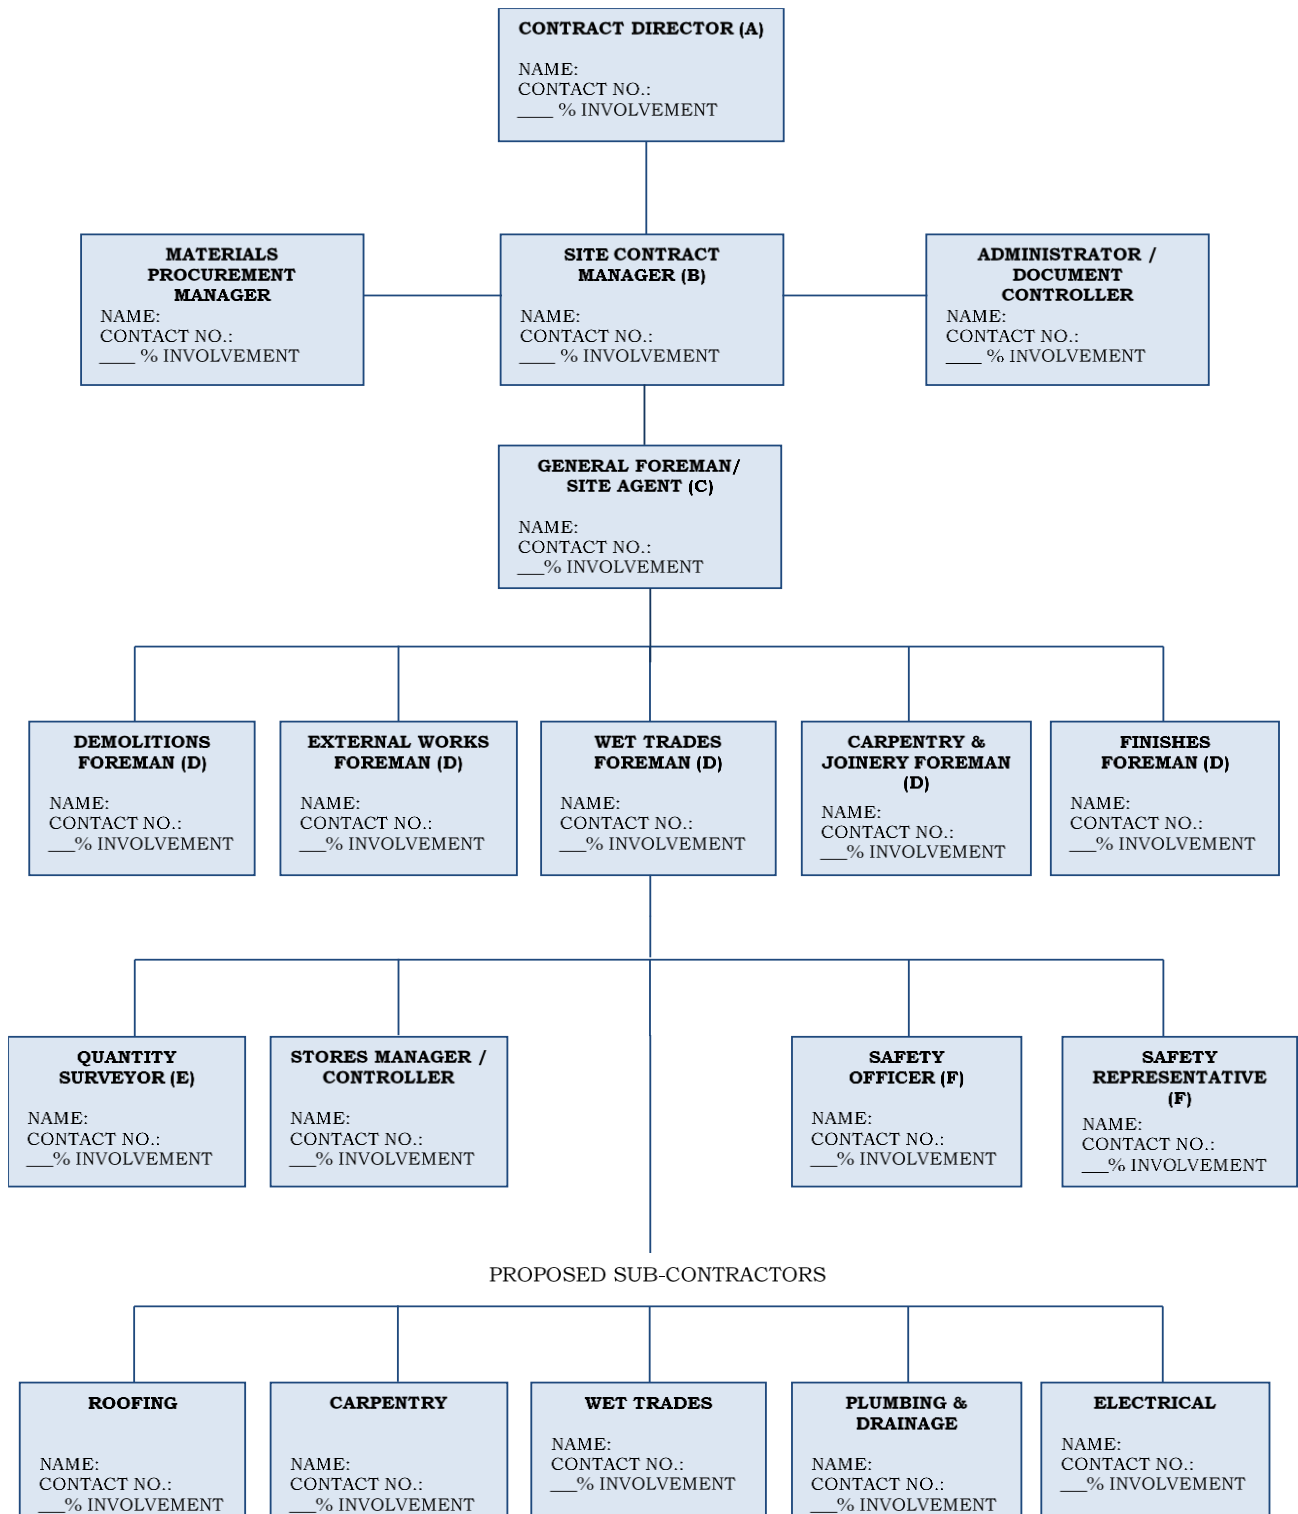 CONTRACT DIRECTOR (A)
NAME:
CONTACT NO.:
____ % INVOLVEMENT
MATERIALS
PROCUREMENT
MANAGER
NAME:
CONTACT NO.:
____ % INVOLVEMENT
SITE CONTRACT
MANAGER (B)
NAME:
CONTACT NO.:
____ % INVOLVEMENT
ADMINISTRATOR /
DOCUMENT
CONTROLLER
NAME:
CONTACT NO.:
____ % INVOLVEMENT
GENERAL FOREMAN/
SITE AGENT (C)
NAME:
CONTACT NO.:
___% INVOLVEMENT
DEMOLITIONS
FOREMAN (D)
NAME:
CONTACT NO.:
___% INVOLVEMENT
EXTERNAL WORKS
FOREMAN (D)
NAME:
CONTACT NO.:
___% INVOLVEMENT
WET TRADES
FOREMAN (D)
NAME:
CONTACT NO.:
___% INVOLVEMENT
CARPENTRY &
JOINERY FOREMAN
(D)
NAME:
CONTACT NO.:
___% INVOLVEMENT
FINISHES
FOREMAN (D)
NAME:
CONTACT NO.:
___% INVOLVEMENT
QUANTITY
SURVEYOR (E)
NAME:
CONTACT NO.:
___% INVOLVEMENT
STORES MANAGER /
CONTROLLER
NAME:
CONTACT NO.:
___% INVOLVEMENT
SAFETY
OFFICER (F)
NAME:
CONTACT NO.:
___% INVOLVEMENT
SAFETY
REPRESENTATIVE
(F)
NAME:
CONTACT NO.:
___% INVOLVEMENT
PROPOSED SUB-CONTRACTORS
ROOFING
NAME:
CONTACT NO.:
___% INVOLVEMENT
CARPENTRY
NAME:
CONTACT NO.:
___% INVOLVEMENT
WET TRADES
NAME:
CONTACT NO.:
___% INVOLVEMENT
PLUMBING &
DRAINAGE
NAME:
CONTACT NO.:
___% INVOLVEMENT
ELECTRICAL
NAME:
CONTACT NO.:
___% INVOLVEMENT